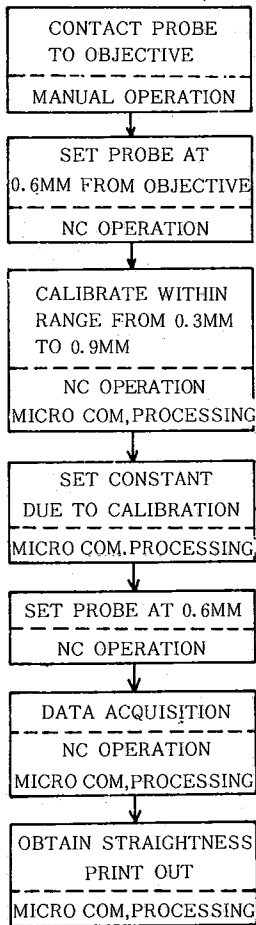 CONTACT PROBE
TO OBJECTIVE
MANUAL OPERATION
SET PROBE AT
0.6MM FROM OBJECTIVE
NC OPERATION
CALIBRATE WITHIN
RANGE FROM 0.3MM
TO 0.9MM
NC OPERATION
MICRO COM,PROCESSING
SET CONSTANT
DUE TO CALIBRATION
MICRO COM.PROCESSING
SET PROBE AT 0.6MM
NC OPERATION
DATA ACQUISITION
NC OPERATION
MICRO COM,PROCESSING
OBTAIN STRAIGHTNESS
PRINT OUT
MICRO COM,PROCESSING